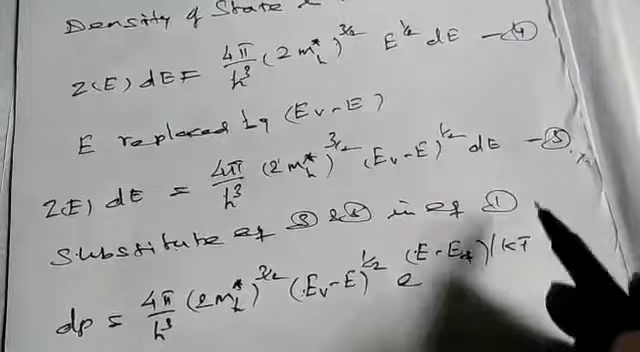 Density of State
Z(E) dE = 4π/h³ (2m*h)^3/2 E^1/2 dE —④
E replaced by (Ev - E)
Z(E) dE = 4π/h³ (2m*h)^3/2 (Ev-E)^1/2 dE —⑤
Substitute eq ③ & ⑤ in eq ①
dp = 4π/h³ (2m*h)^3/2 (Ev-E)^1/2 e^(E-EF)/KT